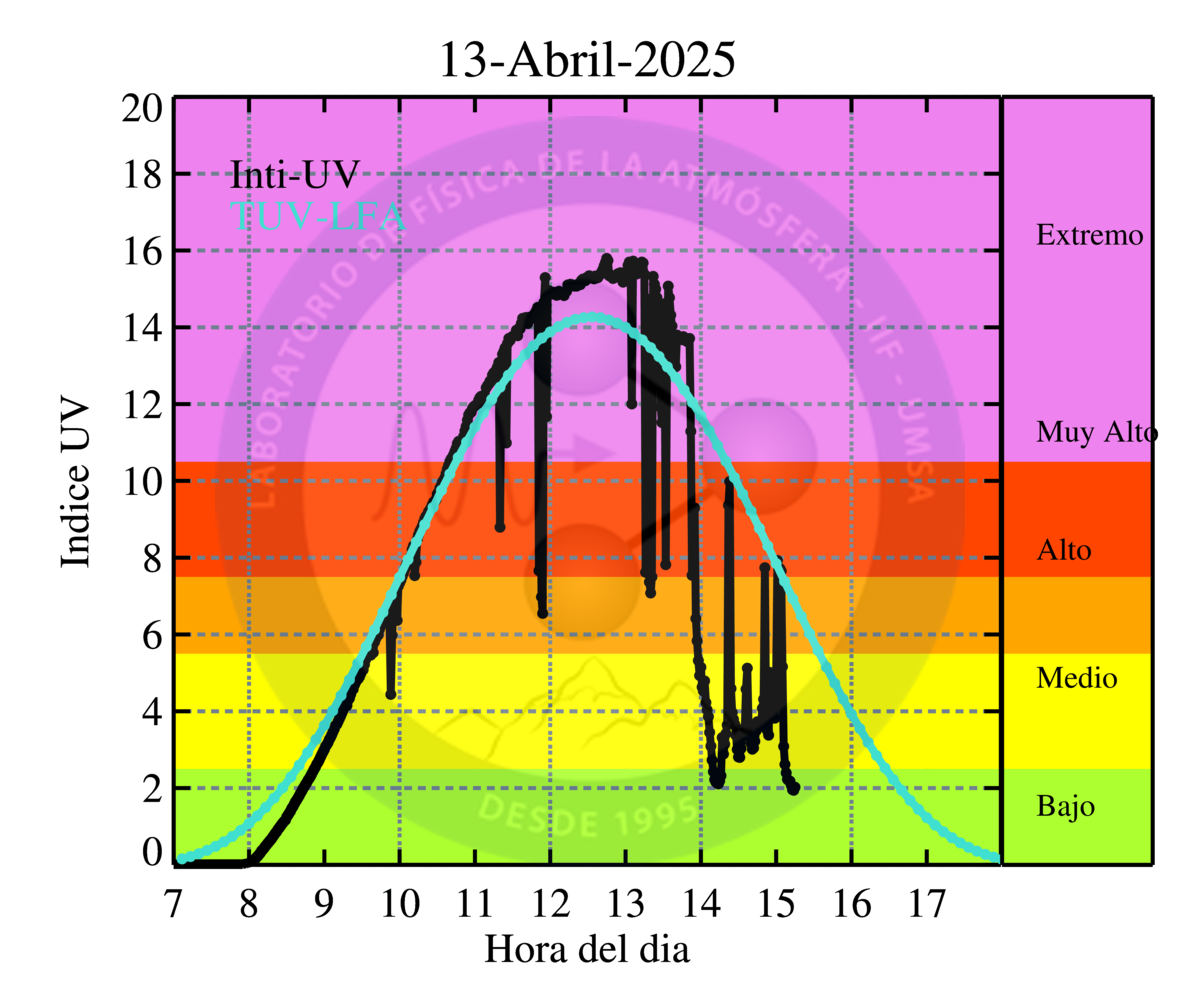 13-Abril-2025
20
18
16
14
12
10
8
6
4
2
0
Indice UV
Inti-UV
TUV-LFA
LABORATORIO DE FÍSICA DE LA ATMÓSFERA - IIF - UMSA
DESDE 1995
Extremo
Muy Alto
Alto
Medio
Bajo
7 8 9 10 11 12 13 14 15 16 17
Hora del dia